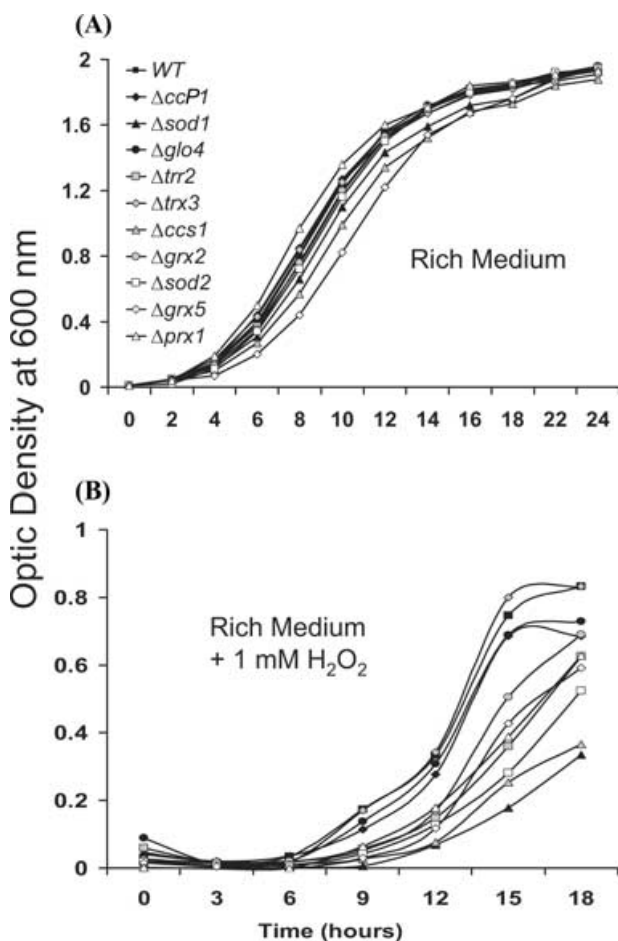 (A)
2
1.6
1.2
0.8
0.4
0
WT
ΔccP1
Δsod1
Δglo4
Δtrr2
Δtrx3
Δccs1
Δgrx2
Δsod2
Δgrx5
Δprx1
Rich Medium
0 2 4 6 8 10 12 14 16 18 22 24
Optic Density at 600 nm
(B)
1
0.8
0.6
0.4
0.2
0
Rich Medium
+ 1 mM H₂O₂
0 3 6 9 12 15 18
Time (hours)